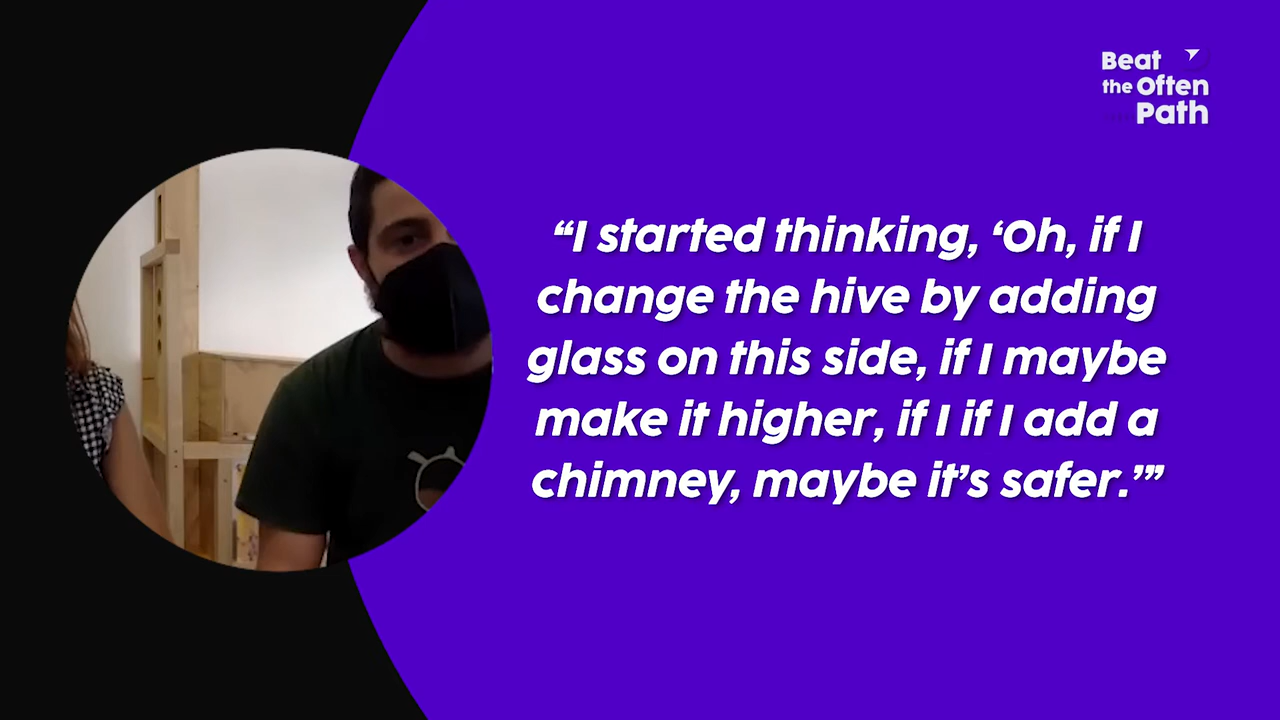 Beat
the Often
Path
“I started thinking, ‘Oh, if I
change the hive by adding
glass on this side, if I maybe
make it higher, if I if I add a
chimney, maybe it’s safer.’”